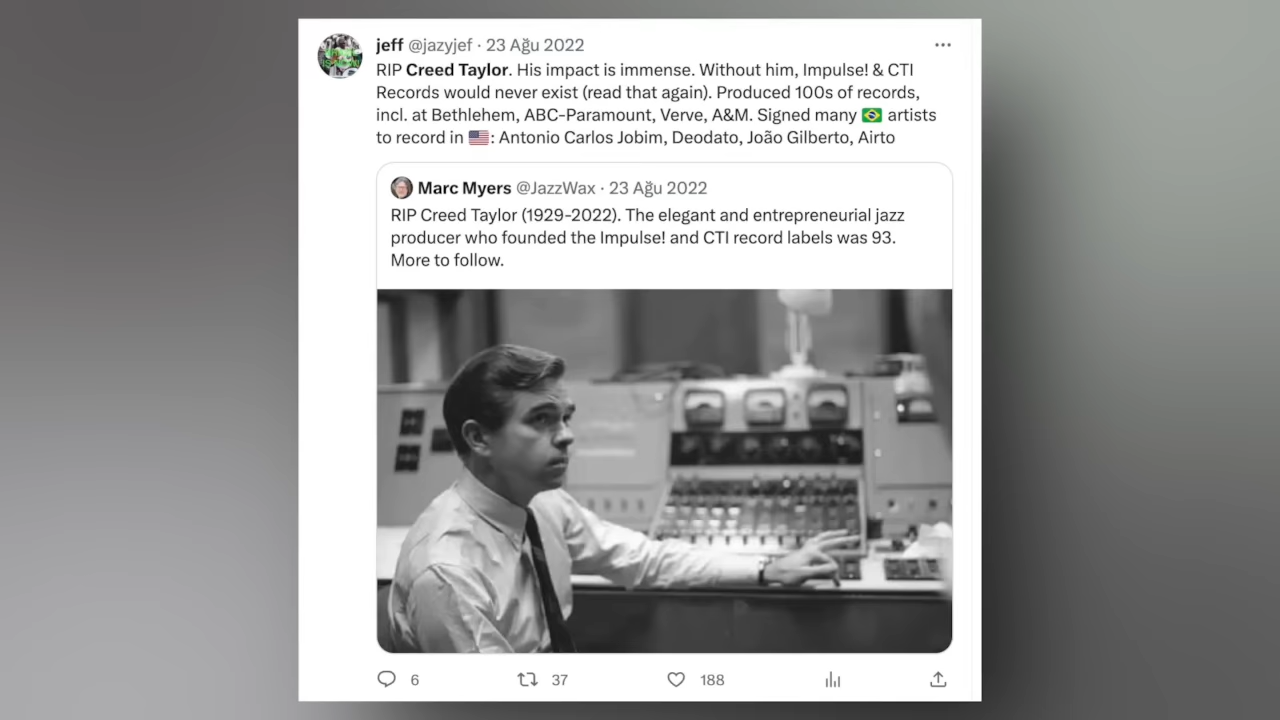 jeff @jazyjef · 23 Ağu 2022
RIP Creed Taylor. His impact is immense. Without him, Impulse! & CTI
Records would never exist (read that again). Produced 100s of records,
incl. at Bethlehem, ABC-Paramount, Verve, A&M. Signed many 🇧🇷 artists
to record in 🇺🇸: Antonio Carlos Jobim, Deodato, João Gilberto, Airto
Marc Myers @JazzWax · 23 Ağu 2022
RIP Creed Taylor (1929-2022). The elegant and entrepreneurial jazz
producer who founded the Impulse! and CTI record labels was 93.
More to follow.
6 37 188